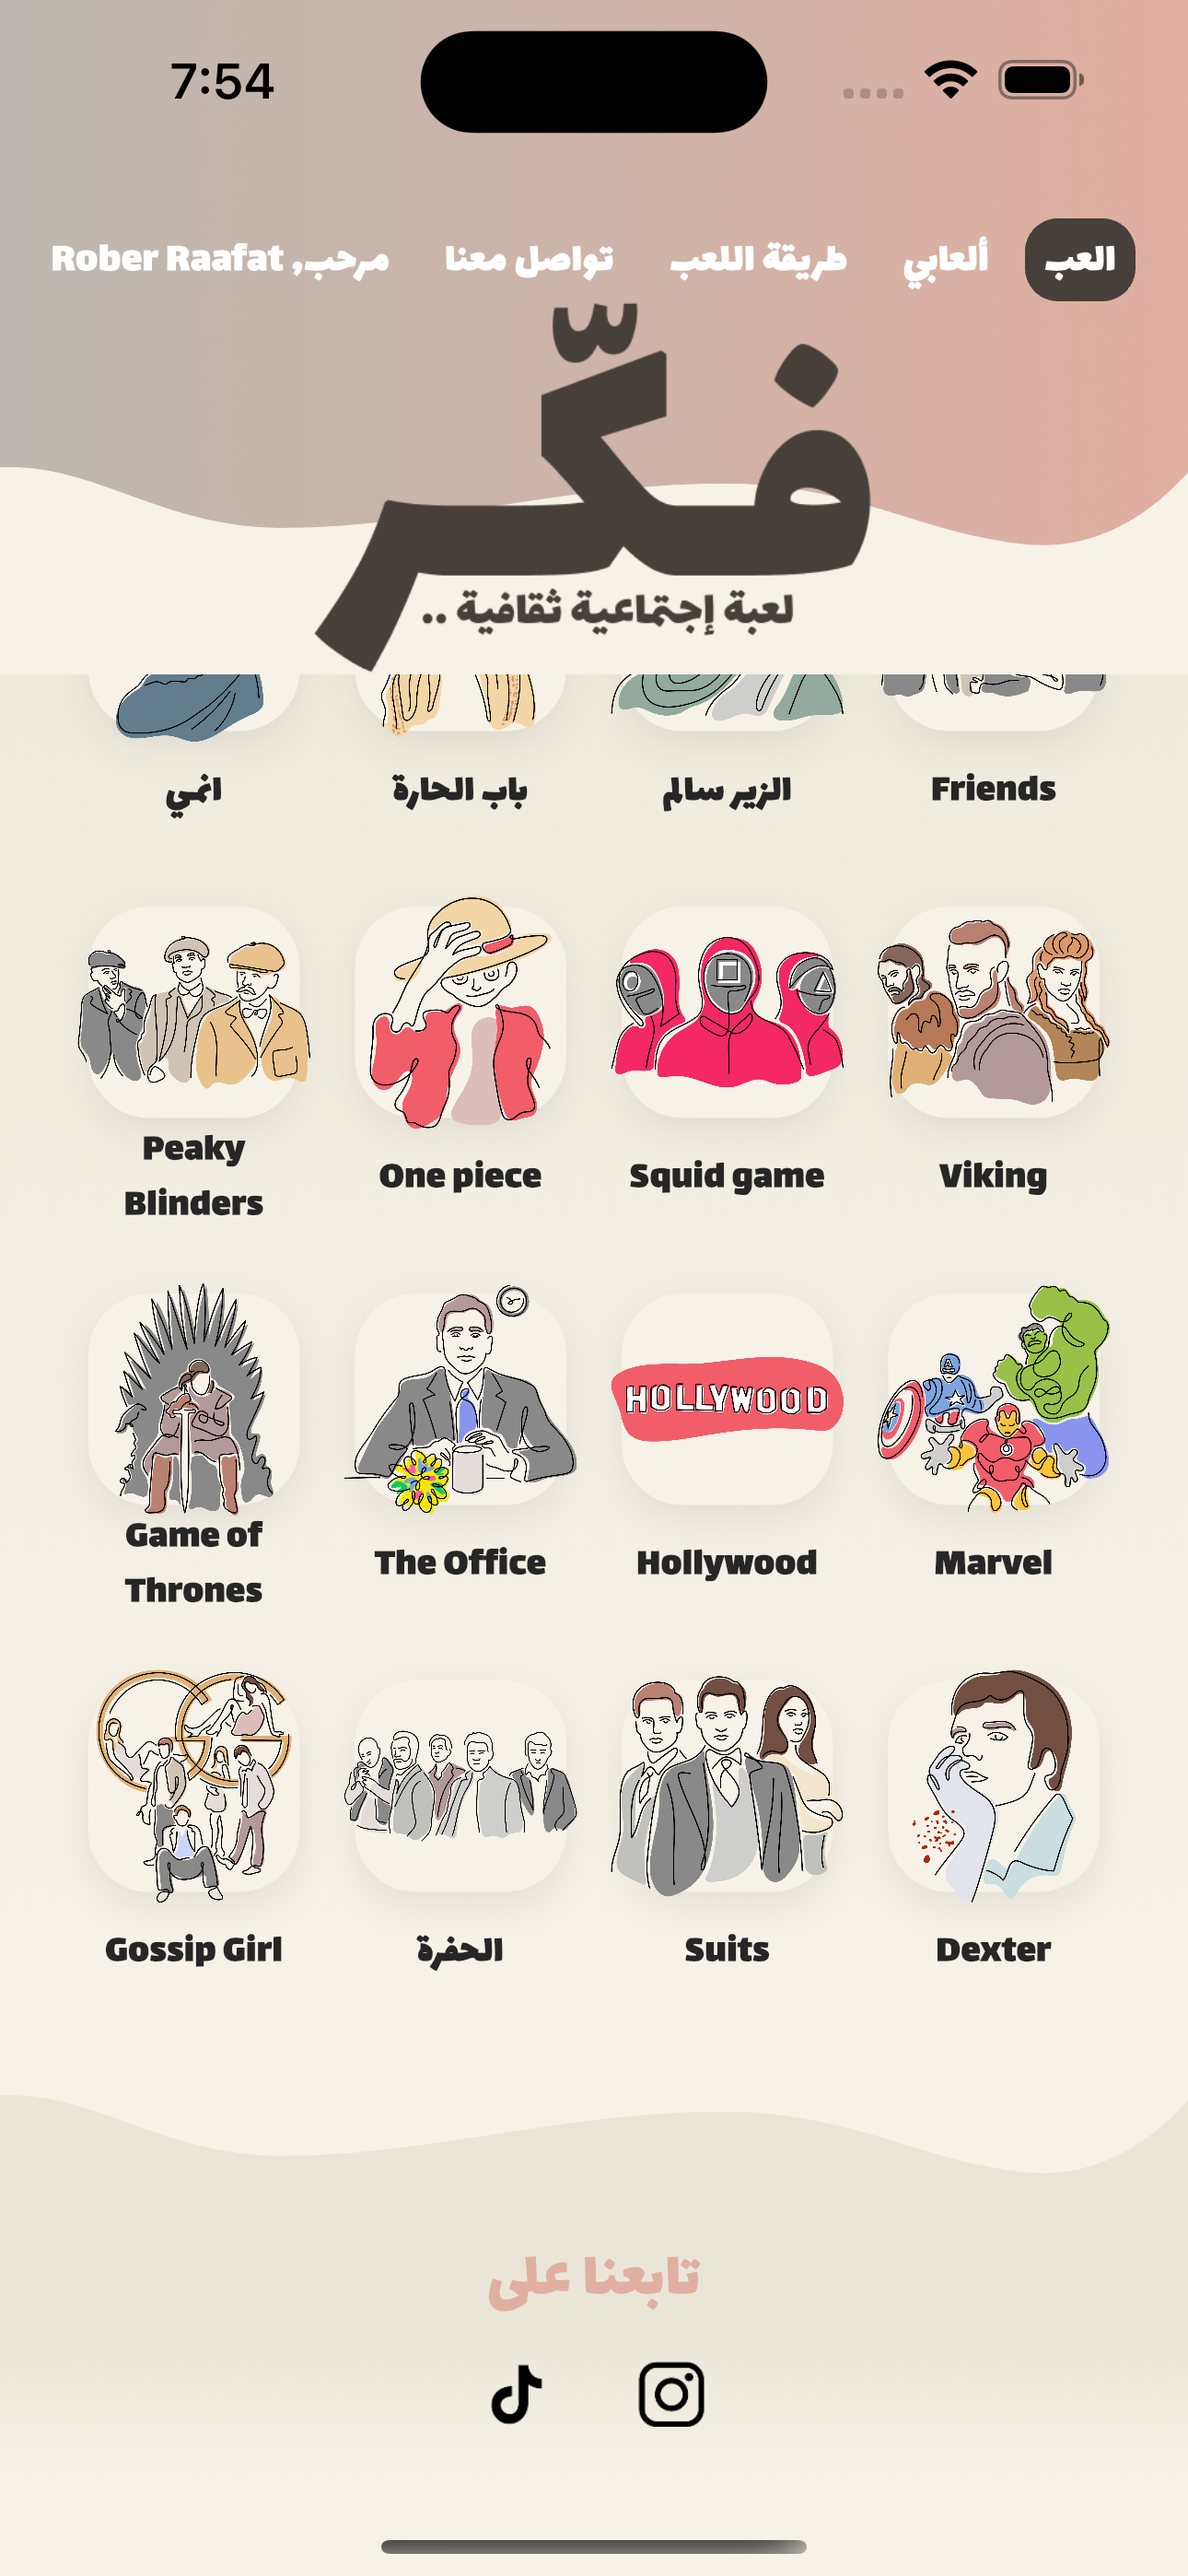 7:54
العب
ألعابي
طريقة اللعب
تواصل معنا
مرحب, Rober Raafat
فكّر
لعبة إجتماعية ثقافية ..
Friends
الزير سالم
باب الحارة
انمي
Viking
Squid game
One piece
Peaky
Blinders
HOLLYWOOD
Marvel
Hollywood
The Office
Game of
Thrones
Dexter
Suits
الحفرة
GG
Gossip Girl
تابعنا على